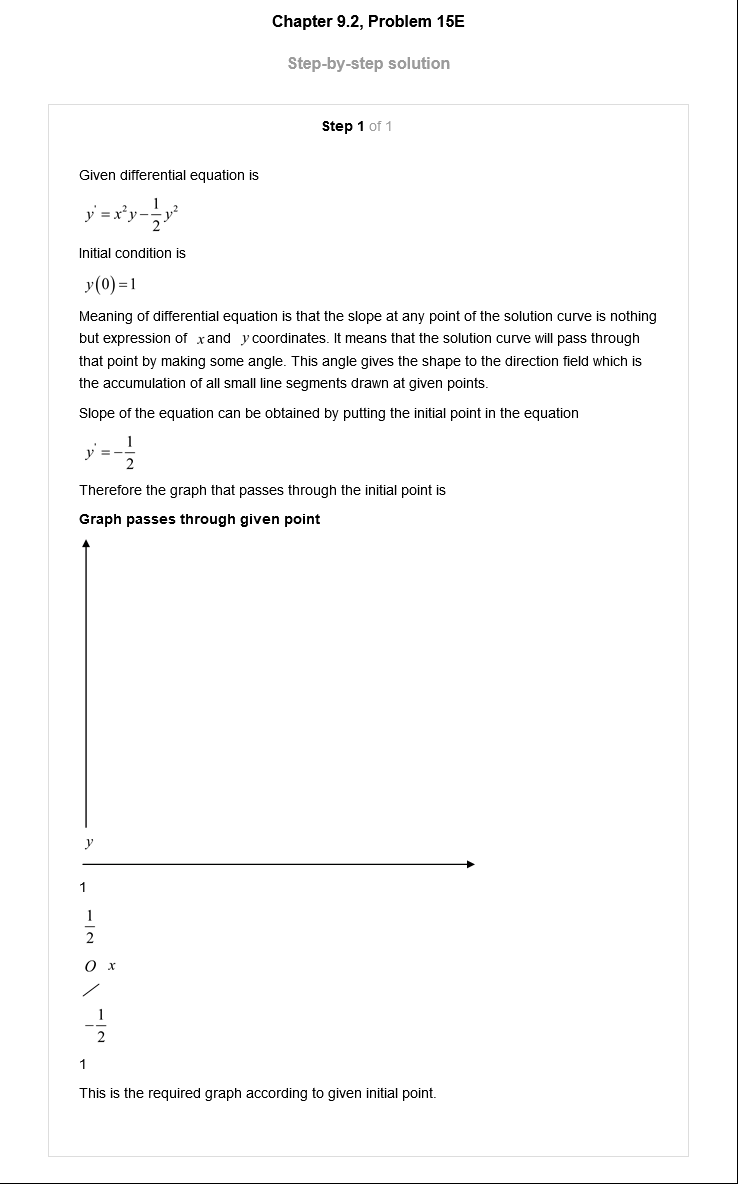 Chapter 9.2, Problem 15E
Step-by-step solution
Step 1 of 1
Given differential equation is
y' = x²y − 1/2 y²
Initial condition is
y(0) = 1
Meaning of differential equation is that the slope at any point of the solution curve is nothing
but expression of x and y coordinates. It means that the solution curve will pass through
that point by making some angle. This angle gives the shape to the direction field which is
the accumulation of all small line segments drawn at given points.
Slope of the equation can be obtained by putting the initial point in the equation
y' = −1/2
Therefore the graph that passes through the initial point is
Graph passes through given point
y
1
1/2
O x
−1/2
1
This is the required graph according to given initial point.